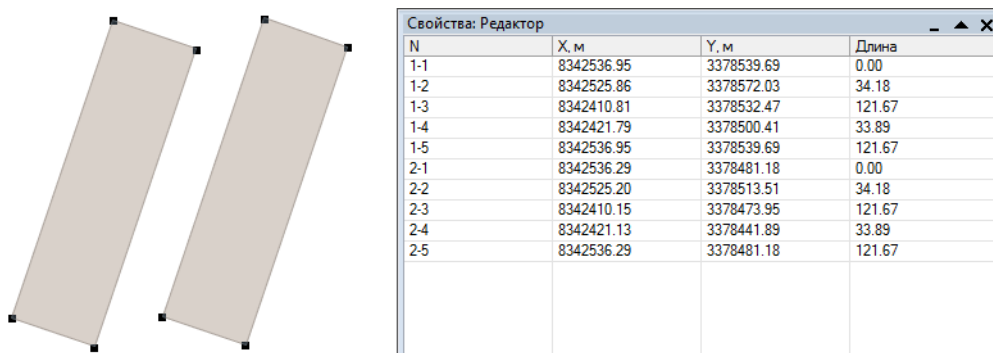 Свойства: Редактор
N X, м Y, м Длина
1-1 8342536.95 3378539.69 0.00
1-2 8342525.86 3378572.03 34.18
1-3 8342410.81 3378532.47 121.67
1-4 8342421.79 3378500.41 33.89
1-5 8342536.95 3378539.69 121.67
2-1 8342536.29 3378481.18 0.00
2-2 8342525.20 3378513.51 34.18
2-3 8342410.15 3378473.95 121.67
2-4 8342421.13 3378441.89 33.89
2-5 8342536.29 3378481.18 121.67